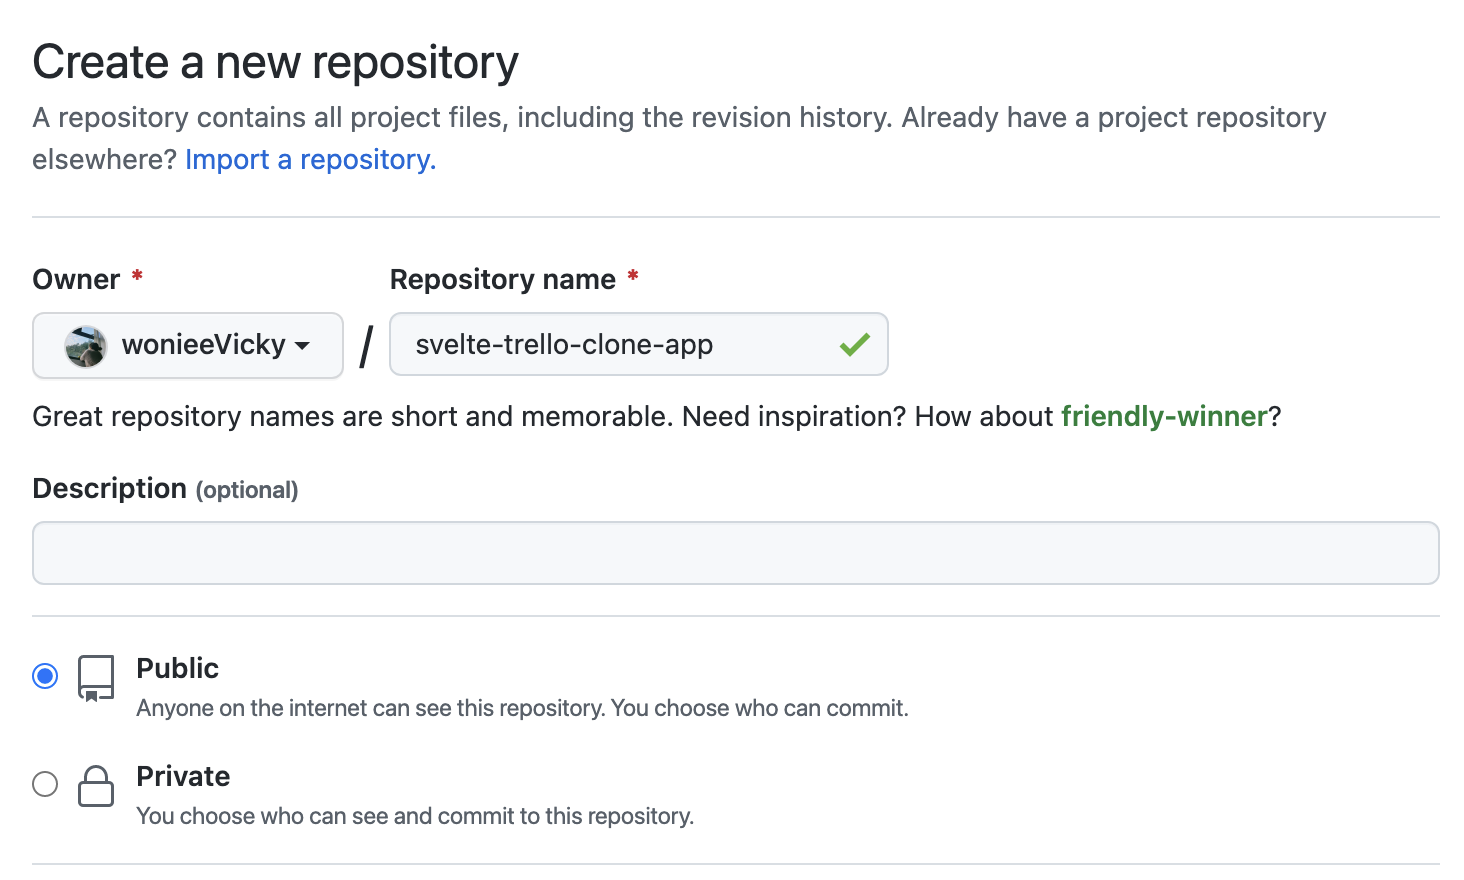 Create a new repository
A repository contains all project files, including the revision history. Already have a project repository
elsewhere? Import a repository.
Owner *
Repository name *
wonieeVicky
/
svelte-trello-clone-app
Great repository names are short and memorable. Need inspiration? How about friendly-winner?
Description (optional)
Public
Anyone on the internet can see this repository. You choose who can commit.
Private
You choose who can see and commit to this repository.